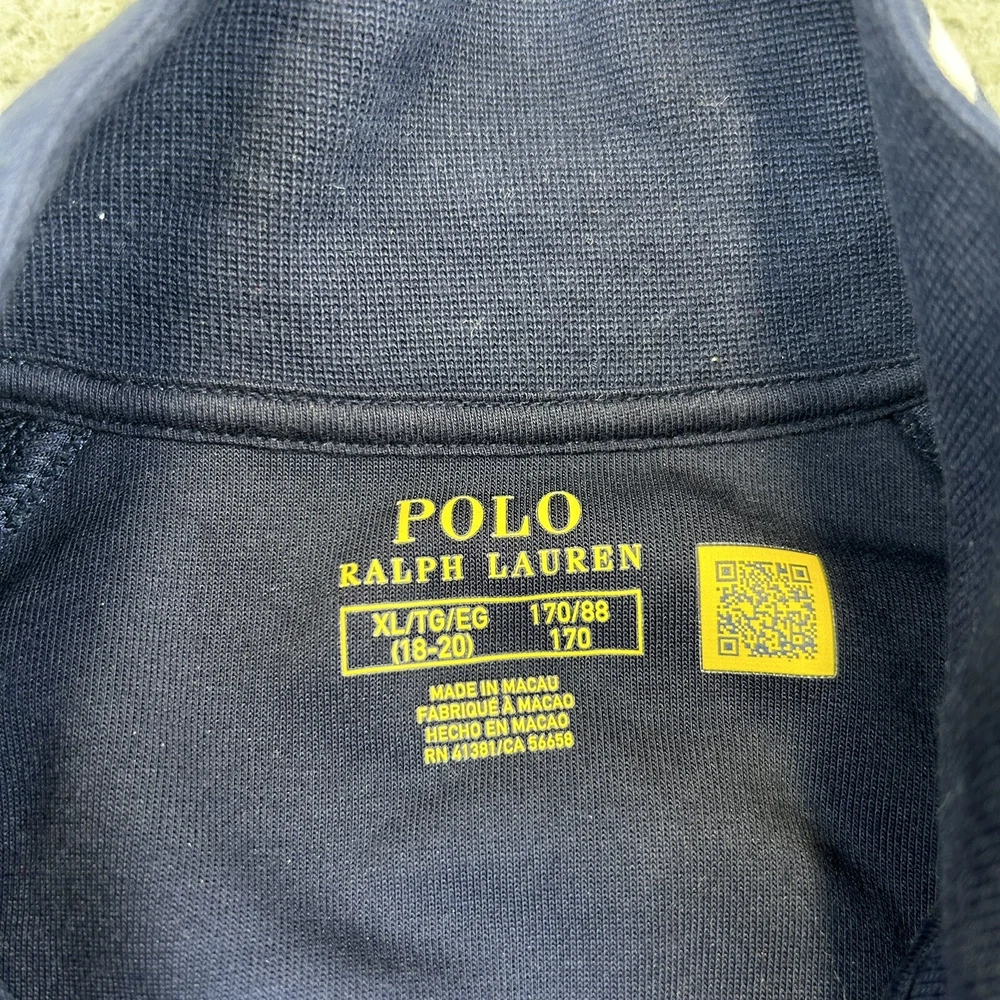 POLO
RALPH LAUREN
XL/TG/EG 170/88
(18-20) 170
MADE IN MACAU
FABRIQUÉ À MACAO
HECHO EN MACAO
RN 41381/CA 56658